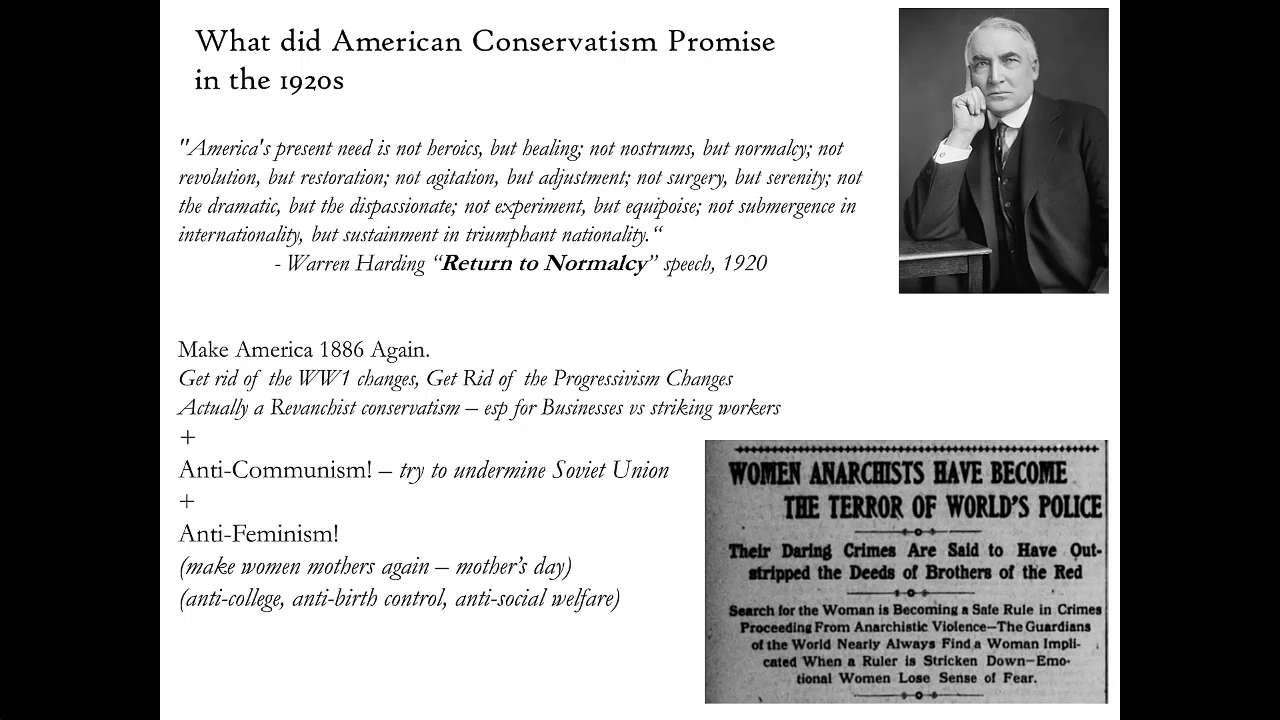 What did American Conservatism Promise
in the 1920s
"America's present need is not heroics, but healing; not nostrums, but normalcy; not
revolution, but restoration; not agitation, but adjustment; not surgery, but serenity; not
the dramatic, but the dispassionate; not experiment, but equipoise; not submergence in
internationality, but sustainment in triumphant nationality.“
- Warren Harding “Return to Normalcy” speech, 1920
Make America 1886 Again.
Get rid of the WW1 changes, Get Rid of the Progressivism Changes
Actually a Revanchist conservatism – esp for Businesses vs striking workers
+
Anti-Communism! – try to undermine Soviet Union
+
Anti-Feminism!
(make women mothers again – mother’s day)
(anti-college, anti-birth control, anti-social welfare)
WOMEN ANARCHISTS HAVE BECOME
THE TERROR OF WORLD'S POLICE
Their Daring Crimes Are Said to Have Out-
stripped the Deeds of Brothers of the Red
Search for the Woman is Becoming a Safe Rule in Crimes
Proceeding From Anarchistic Violence—The Guardians
of the World Nearly Always Find a Woman Impli-
cated When a Ruler is Stricken Down—Emo-
tional Women Lose Sense of Fear.